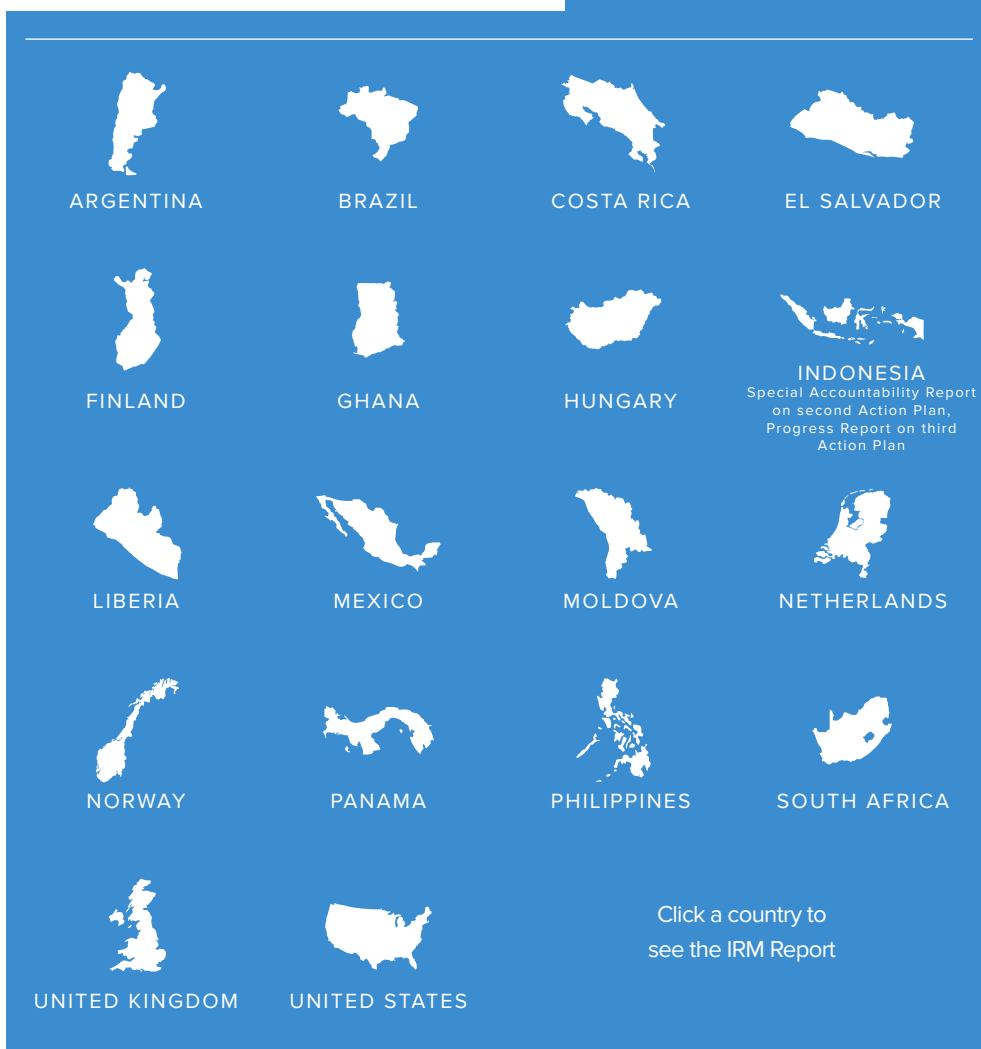 ARGENTINA
BRAZIL
COSTA RICA
EL SALVADOR
FINLAND
GHANA
HUNGARY
INDONESIA
Special Accountability Report
on second Action Plan,
Progress Report on third
Action Plan
LIBERIA
MEXICO
MOLDOVA
NETHERLANDS
NORWAY
PANAMA
PHILIPPINES
SOUTH AFRICA
UNITED KINGDOM
UNITED STATES
Click a country to
see the IRM Report